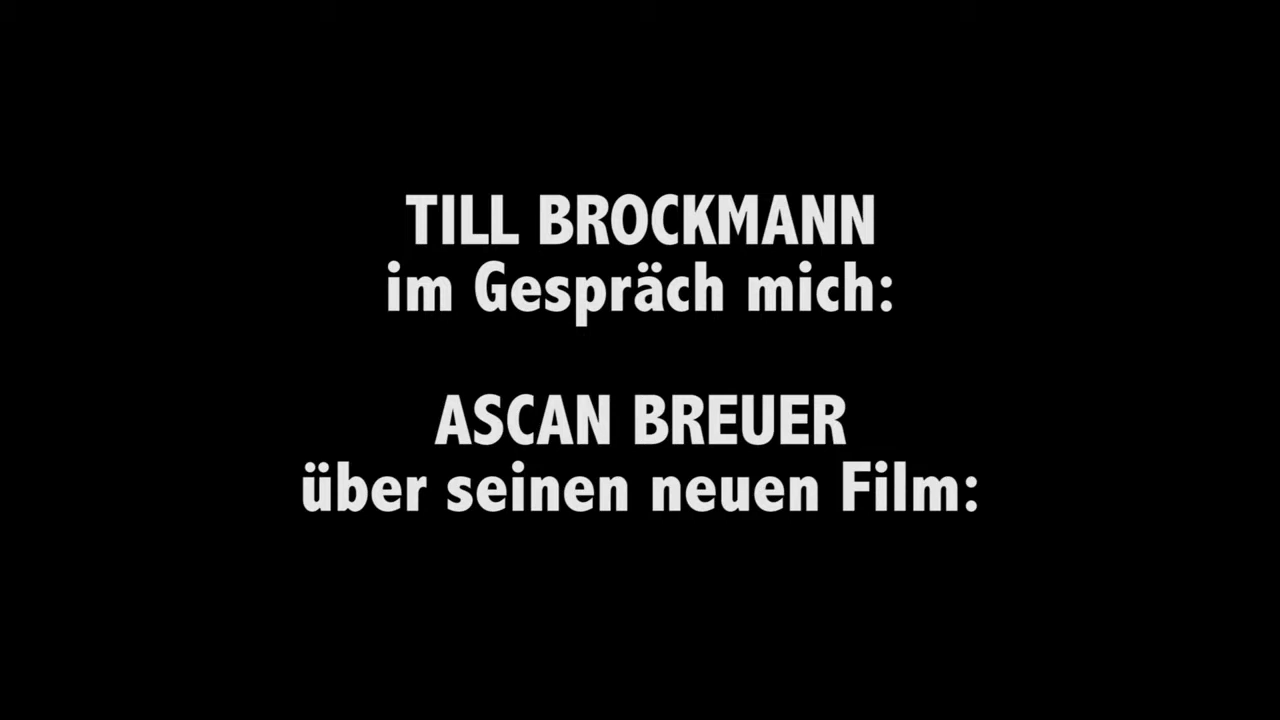 TILL BROCKMANN
im Gespräch mich:
ASCAN BREUER
über seinen neuen Film: